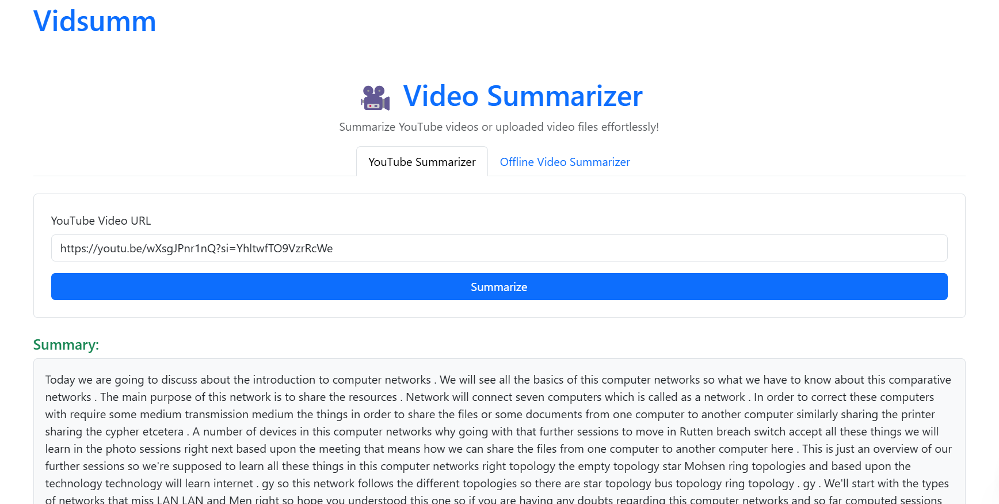 Vidsumm
Video Summarizer
Summarize YouTube videos or uploaded video files effortlessly!
YouTube Summarizer
Offline Video Summarizer
YouTube Video URL
https://youtu.be/wXsgJPnr1nQ?si=YhltwfTO9VzrRcWe
Summarize
Summary:
Today we are going to discuss about the introduction to computer networks . We will see all the basics of this computer networks so what we have to know about this comparative
networks . The main purpose of this network is to share the resources . Network will connect seven computers which is called as a network . In order to correct these computers
with require some medium transmission medium the things in order to share the files or some documents from one computer to another computer similarly sharing the printer
sharing the cypher etcetera . A number of devices in this computer networks why going with that further sessions to move in Rutten breach switch accept all these things we will
learn in the photo sessions right next based upon the meeting that means how we can share the files from one computer to another computer here . This is just an overview of our
further sessions so we're supposed to learn all these things in this computer networks right topology the empty topology star Mohsen ring topologies and based upon the
technology technology will learn internet . gy so this network follows the different topologies so there are star topology bus topology ring topology . gy . We'll start with the types
of networks that miss LAN LAN and Men right so hope you understood this one so if you are having any doubts regarding this computer networks and so far computed sessions